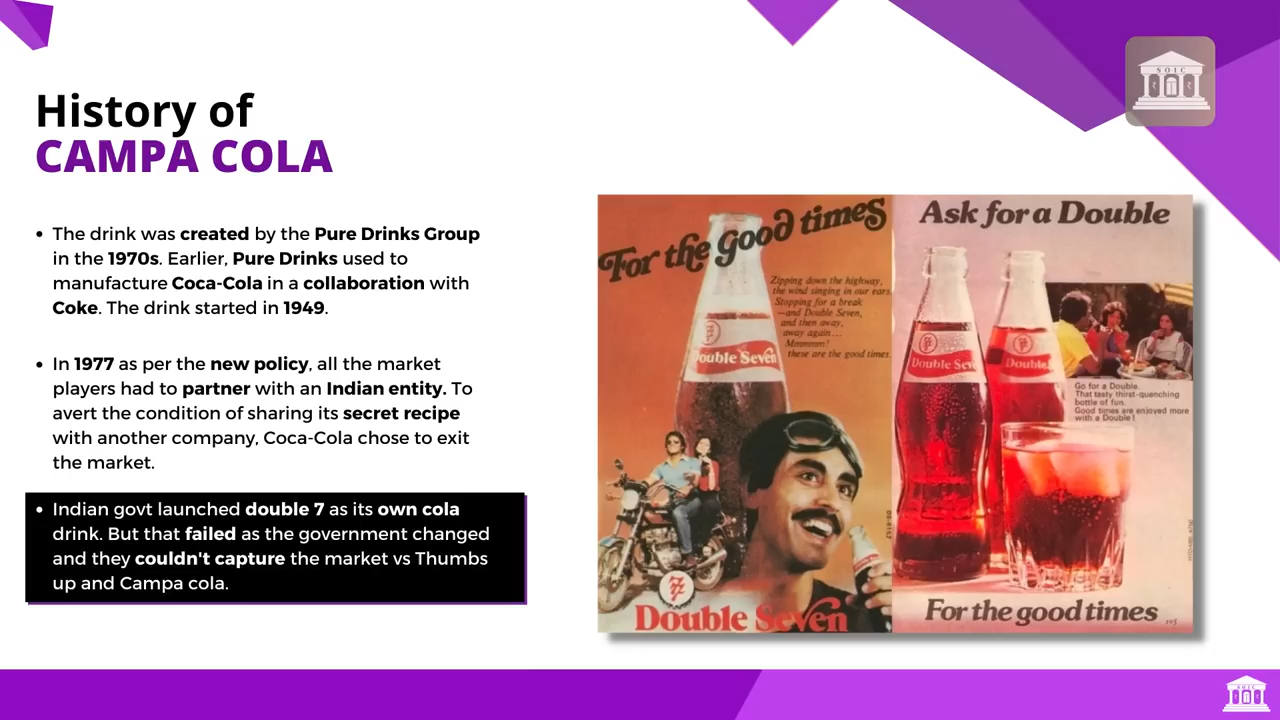 SOIC
History of
CAMPA COLA
• The drink was created by the Pure Drinks Group
in the 1970s. Earlier, Pure Drinks used to
manufacture Coca-Cola in a collaboration with
Coke. The drink started in 1949.
• In 1977 as per the new policy, all the market
players had to partner with an Indian entity. To
avert the condition of sharing its secret recipe
with another company, Coca-Cola chose to exit
the market.
• Indian govt launched double 7 as its own cola
drink. But that failed as the government changed
and they couldn't capture the market vs Thumbs
up and Campa cola.
For the good times
Zipping down the highway,
the wind singing in our ears.
Stopping for a break
—and Double Seven,
and then away,
away again...
Mmmmm!
these are the good times.
Double Seven
77
Double Seven
Ask for a Double
Double Seve
Double Seven
Go for a Double.
That tasty thirst-quenching
bottle of fun.
Good times are enjoyed more
with a Double!
For the good times